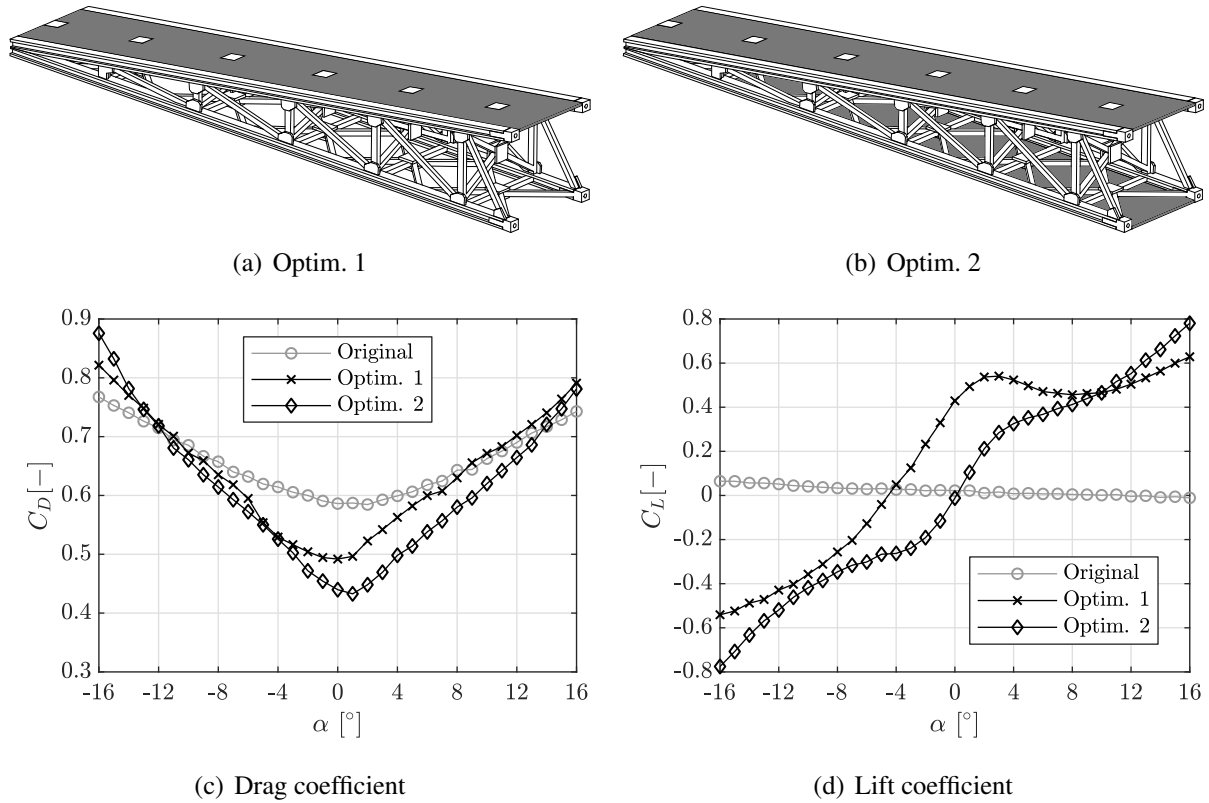 (a) Optim. 1
(b) Optim. 2
0.9
0.8
0.7
0.6
0.5
0.4
0.3
C_D [—]
Original
Optim. 1
Optim. 2
-16 -12 -8 -4 0 4 8 12 16
α [°]
(c) Drag coefficient
0.8
0.6
0.4
0.2
0
-0.2
-0.4
-0.6
-0.8
C_L [—]
Original
Optim. 1
Optim. 2
-16 -12 -8 -4 0 4 8 12 16
α [°]
(d) Lift coefficient